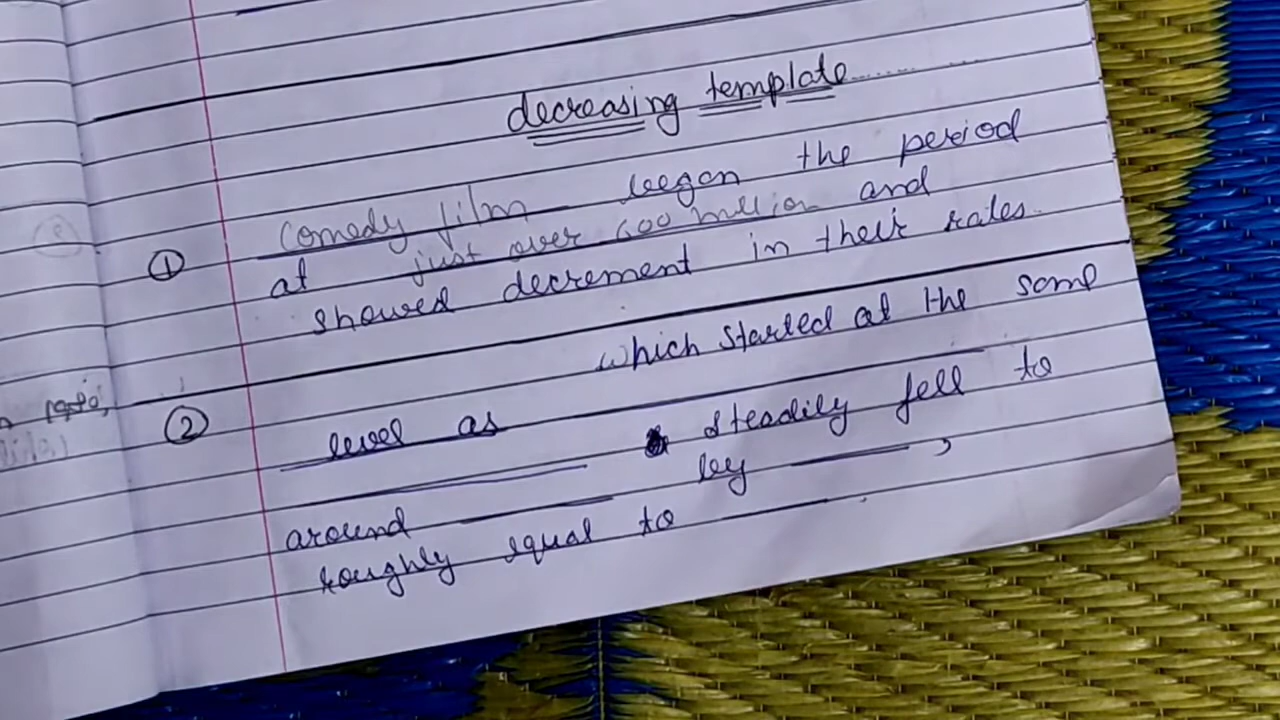 decreasing template
① Comedy film began the period
at just over 600 million and
showed decrement in their rates.
② which started at the same
level as steadily fell to
around by ,
roughly equal to